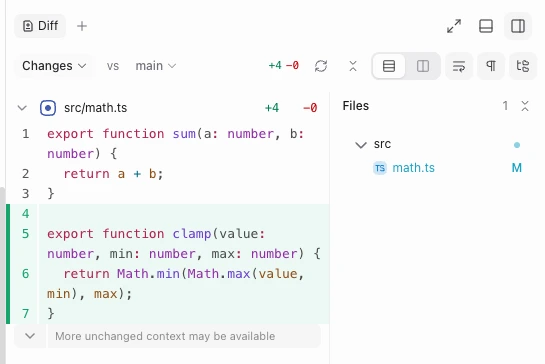 Diff
Changes vs main +4 -0
src/math.ts +4 -0
1 export function sum(a: number, b:
number) {
2 return a + b;
3 }
4
5 export function clamp(value:
number, min: number, max: number) {
6 return Math.min(Math.max(value,
min), max);
7 }
More unchanged context may be available
Files 1
src
TS math.ts M